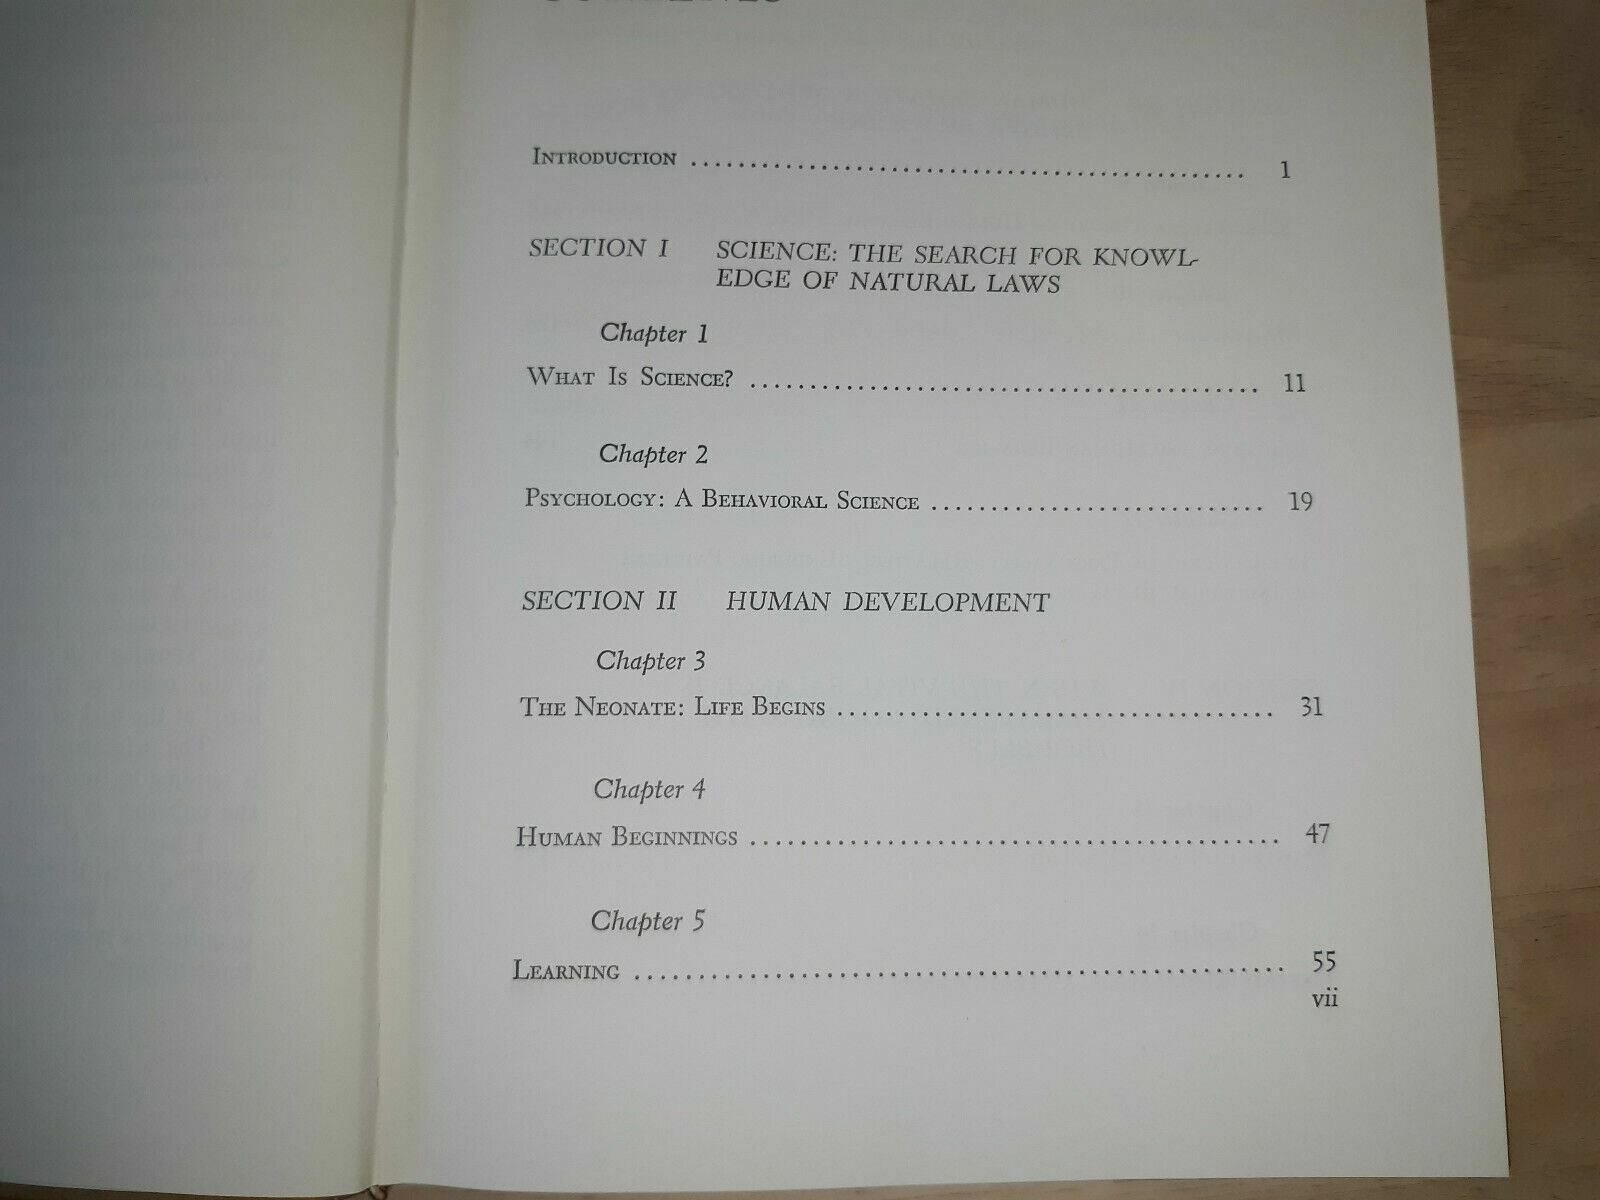 CONTENTS
INTRODUCTION ................................................ 1
SECTION I SCIENCE: THE SEARCH FOR KNOWL-
EDGE OF NATURAL LAWS
Chapter 1
WHAT IS SCIENCE? ........................................... 11
Chapter 2
PSYCHOLOGY: A BEHAVIORAL SCIENCE ............................ 19
SECTION II HUMAN DEVELOPMENT
Chapter 3
THE NEONATE: LIFE BEGINS .................................... 31
Chapter 4
HUMAN BEGINNINGS ........................................... 47
Chapter 5
LEARNING ................................................... 55
vii